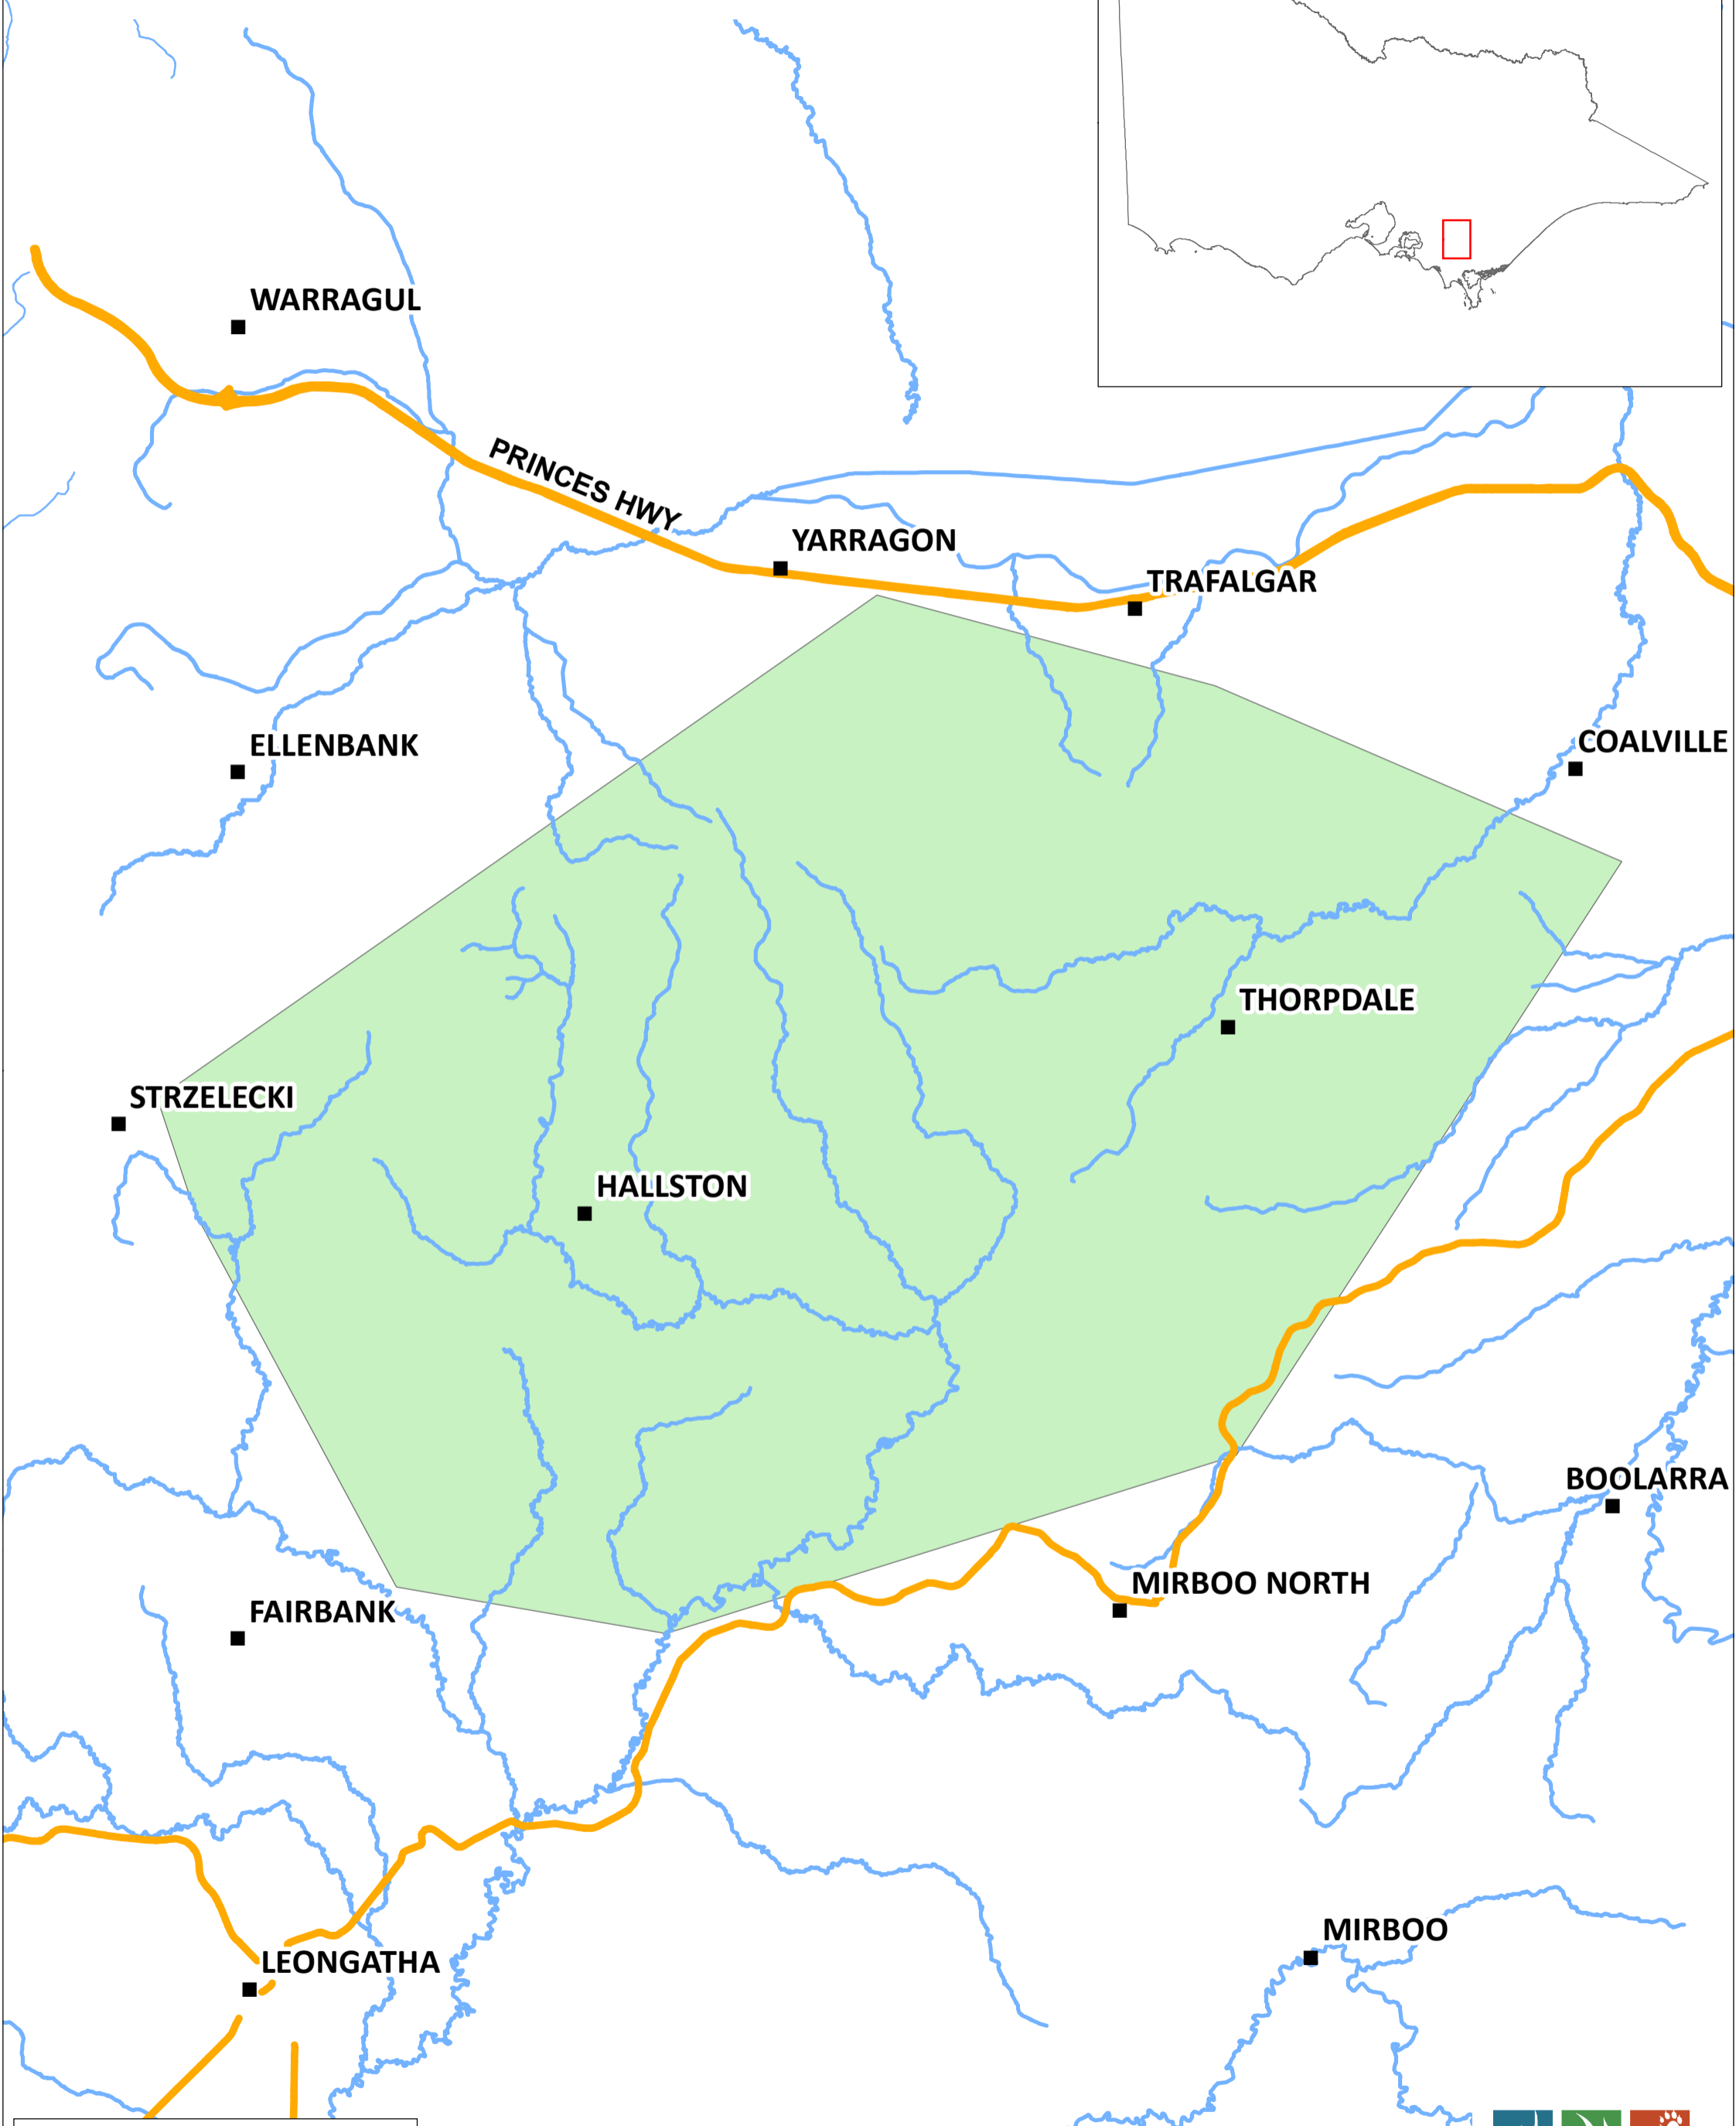 WARRAGUL
PRINCES HWY
YARRAGON
TRAFALGAR
ELLENBANK
COALVILLE
THORPDALE
STRZELECKI
HALLSTON
BOOLARRA
MIRBOO NORTH
FAIRBANK
MIRBOO
LEONGATHA